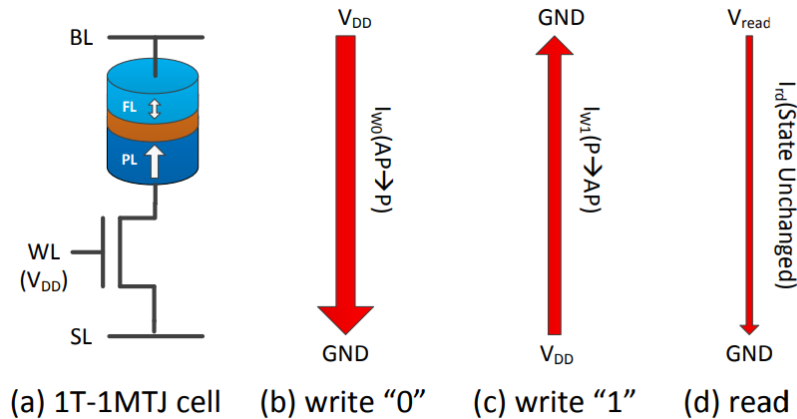 BL
FL
PL
WL
(VDD)
SL
VDD
IW0(AP→P)
GND
GND
IW1(P→AP)
VDD
Vread
Ird(State Unchanged)
GND
(a) 1T-1MTJ cell
(b) write “0”
(c) write “1”
(d) read